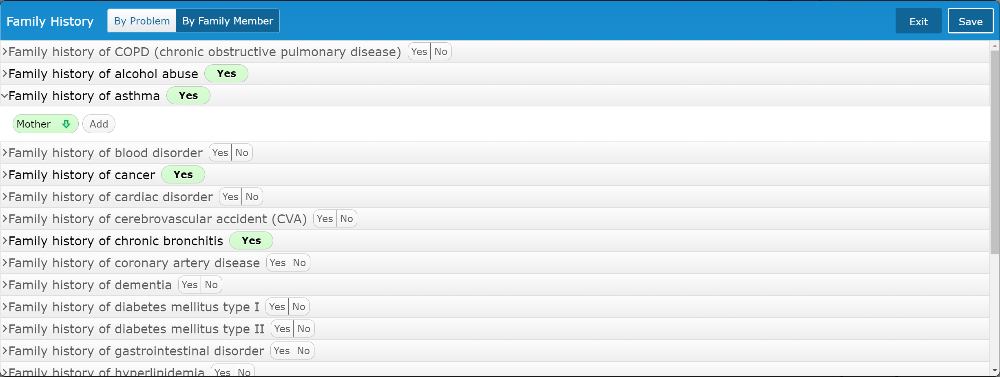 Family History By Problem By Family Member Exit Save
Family history of COPD (chronic obstructive pulmonary disease) Yes No
Family history of alcohol abuse Yes
Family history of asthma Yes
Mother Add
Family history of blood disorder Yes No
Family history of cancer Yes
Family history of cardiac disorder Yes No
Family history of cerebrovascular accident (CVA) Yes No
Family history of chronic bronchitis Yes
Family history of coronary artery disease Yes No
Family history of dementia Yes No
Family history of diabetes mellitus type I Yes No
Family history of diabetes mellitus type II Yes No
Family history of gastrointestinal disorder Yes No
Family history of hyperlipidemia Yes No